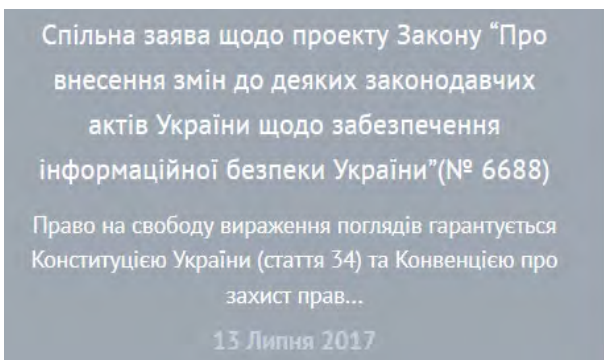 Спільна заява щодо проекту Закону “Про
внесення змін до деяких законодавчих
актів України щодо забезпечення
інформаційної безпеки України”(№ 6688)
Право на свободу вираження поглядів гарантується
Конституцією України (стаття 34) та Конвенцією про
захист прав...
13 Липня 2017